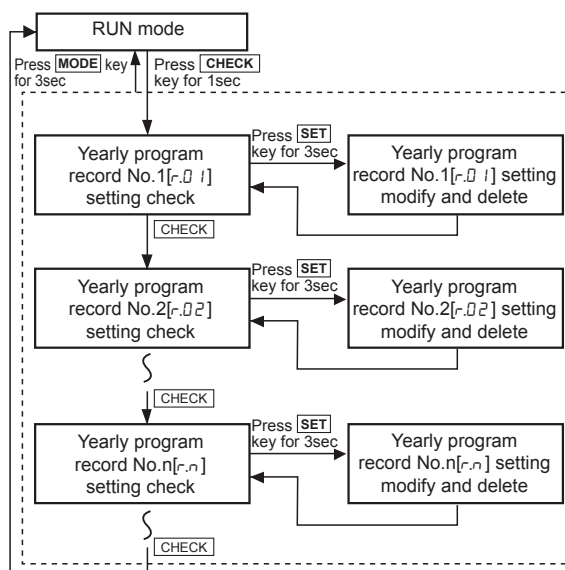 RUN mode
Press MODE key
for 3sec
Press CHECK
key for 1sec
Yearly program
record No.1[r.01]
setting check
Press SET
key for 3sec
Yearly program
record No.1[r.01] setting
modify and delete
CHECK
Yearly program
record No.2[r.02]
setting check
Press SET
key for 3sec
Yearly program
record No.2[r.02] setting
modify and delete
CHECK
Yearly program
record No.n[r.n]
setting check
Press SET
key for 3sec
Yearly program
record No.n[r.n] setting
modify and delete
CHECK